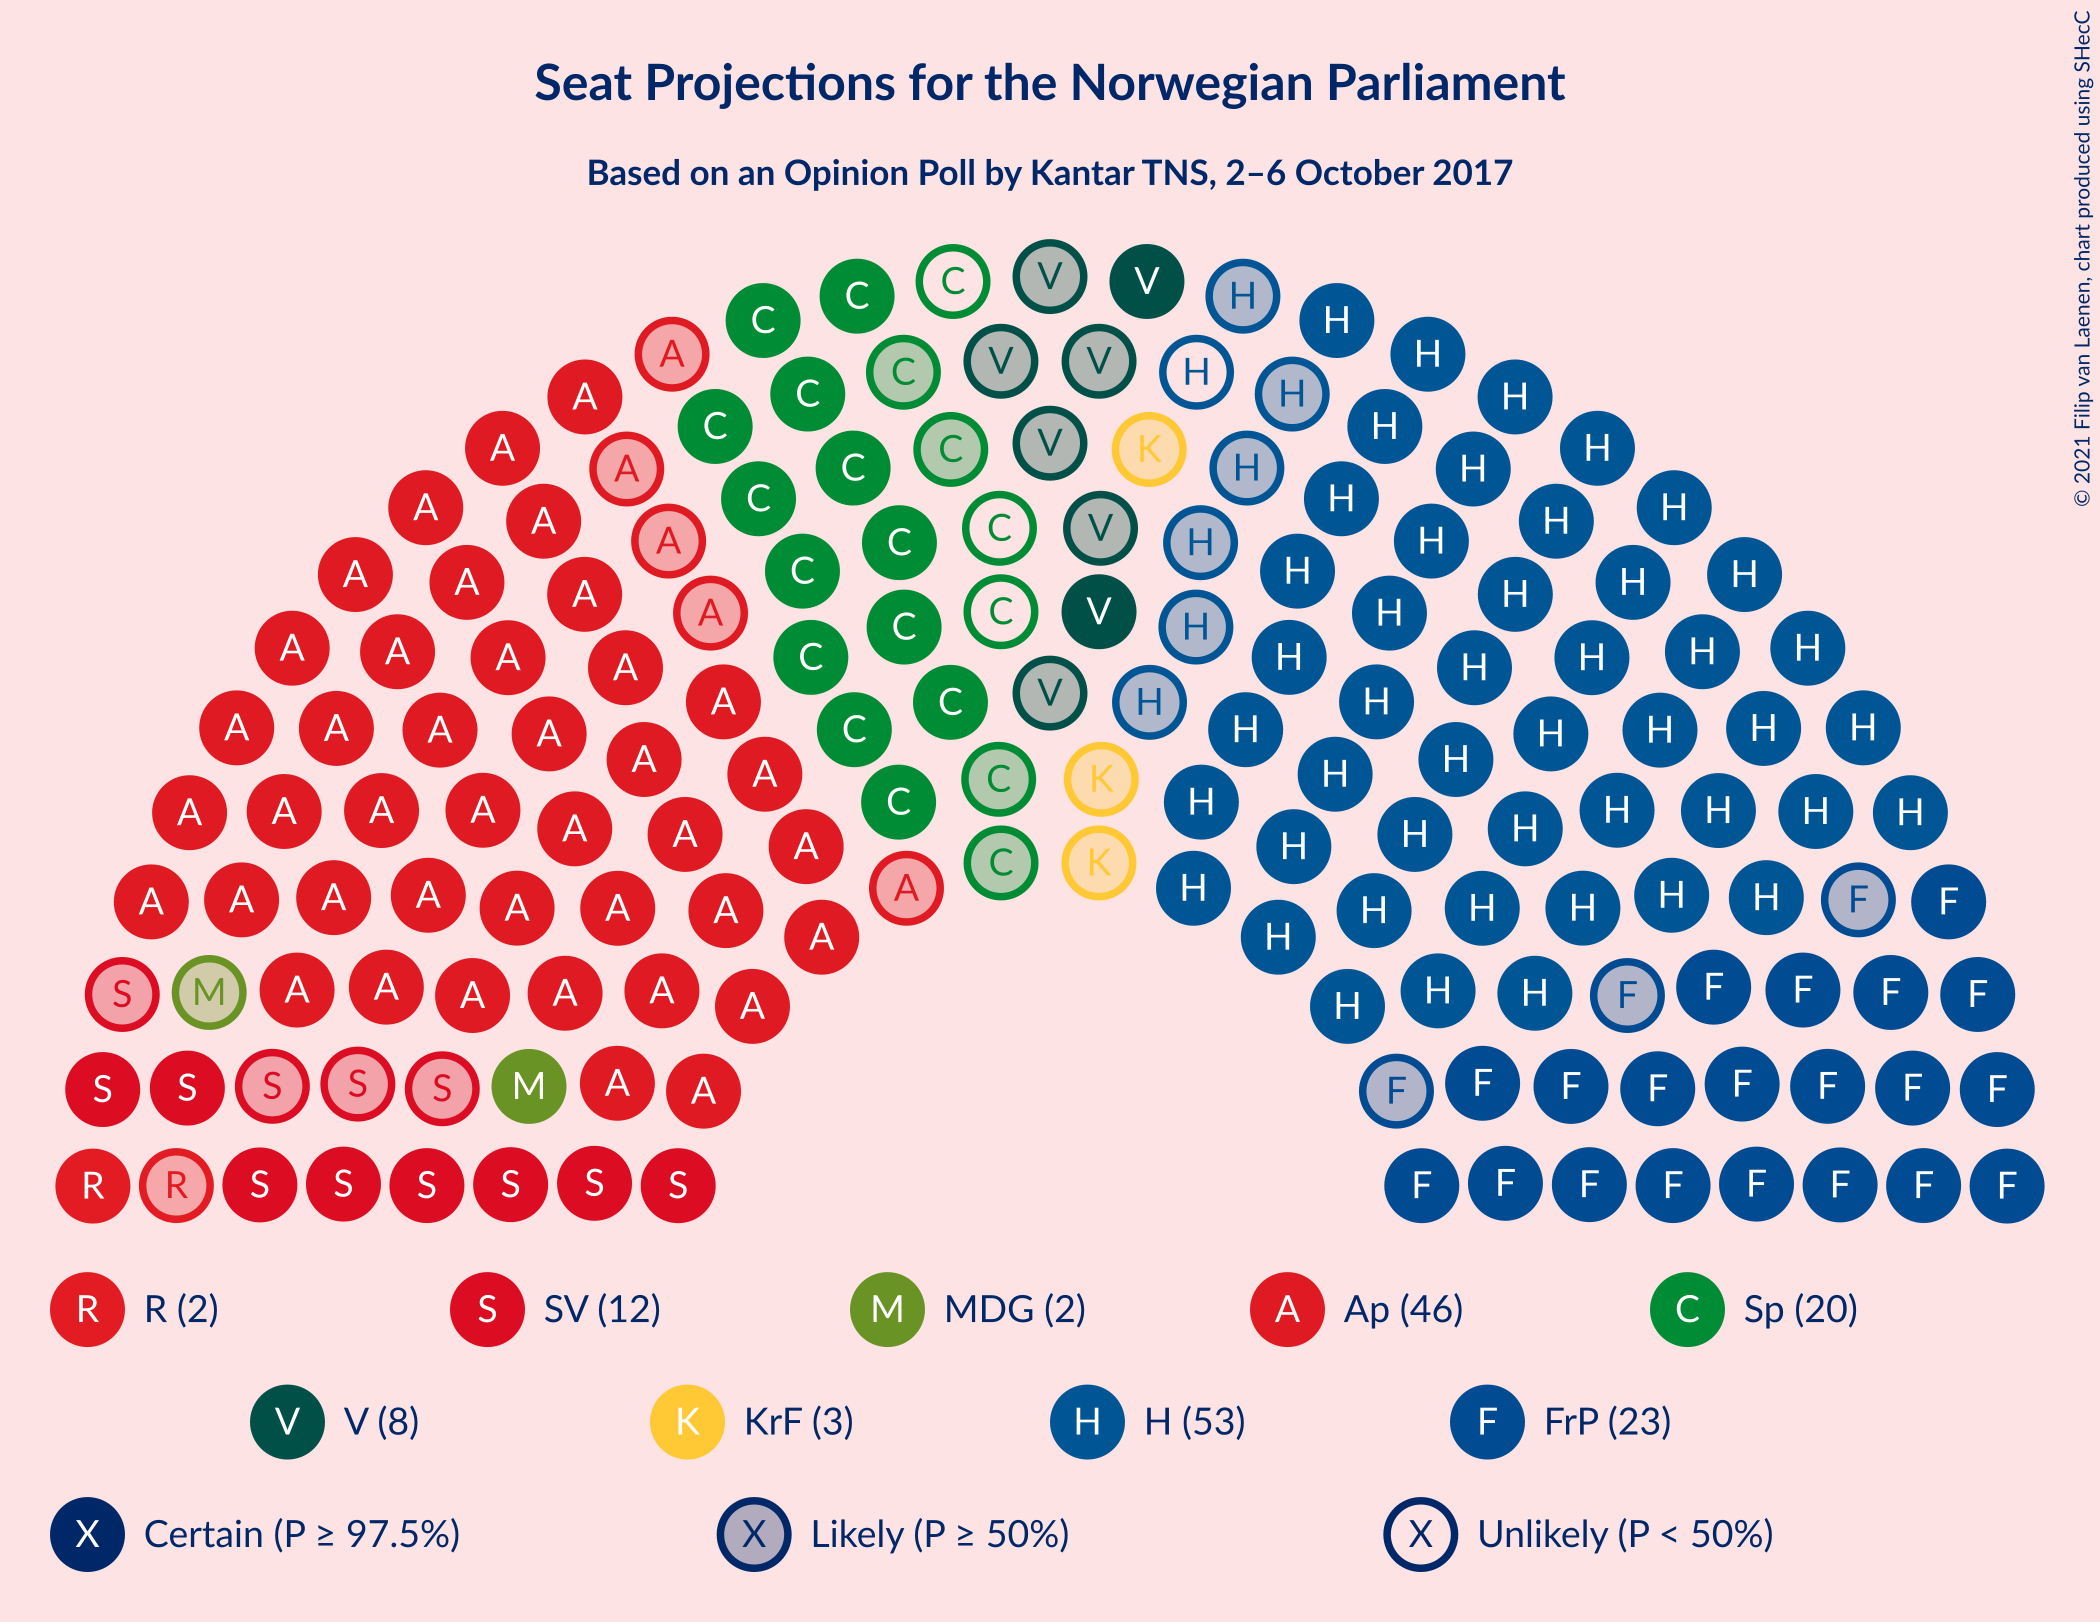 Seat Projections for the Norwegian Parliament
Based on an Opinion Poll by Kantar TNS, 2–6 October 2017
© 2021 Filip van Laenen, chart produced using SHecC
C C C V V H H
A C C V V H H H
A A C C C V K H H H H
A A A C C C V H H H H H
A A A A C C C V H H H H H
A A A A A C C V H H H H H H
A A A A A A C C K H H H H H H H
A A A A A A A A C K H H H H H H H F F
S M A A A A A A H H H F F F F F
S S S S S M A A F F F F F F F F
R R S S S S S S F F F F F F F F
R R (2) S SV (12) M MDG (2) A Ap (46) C Sp (20)
V V (8) K KrF (3) H H (53) F FrP (23)
X Certain (P ≥ 97.5%) X Likely (P ≥ 50%) X Unlikely (P < 50%)